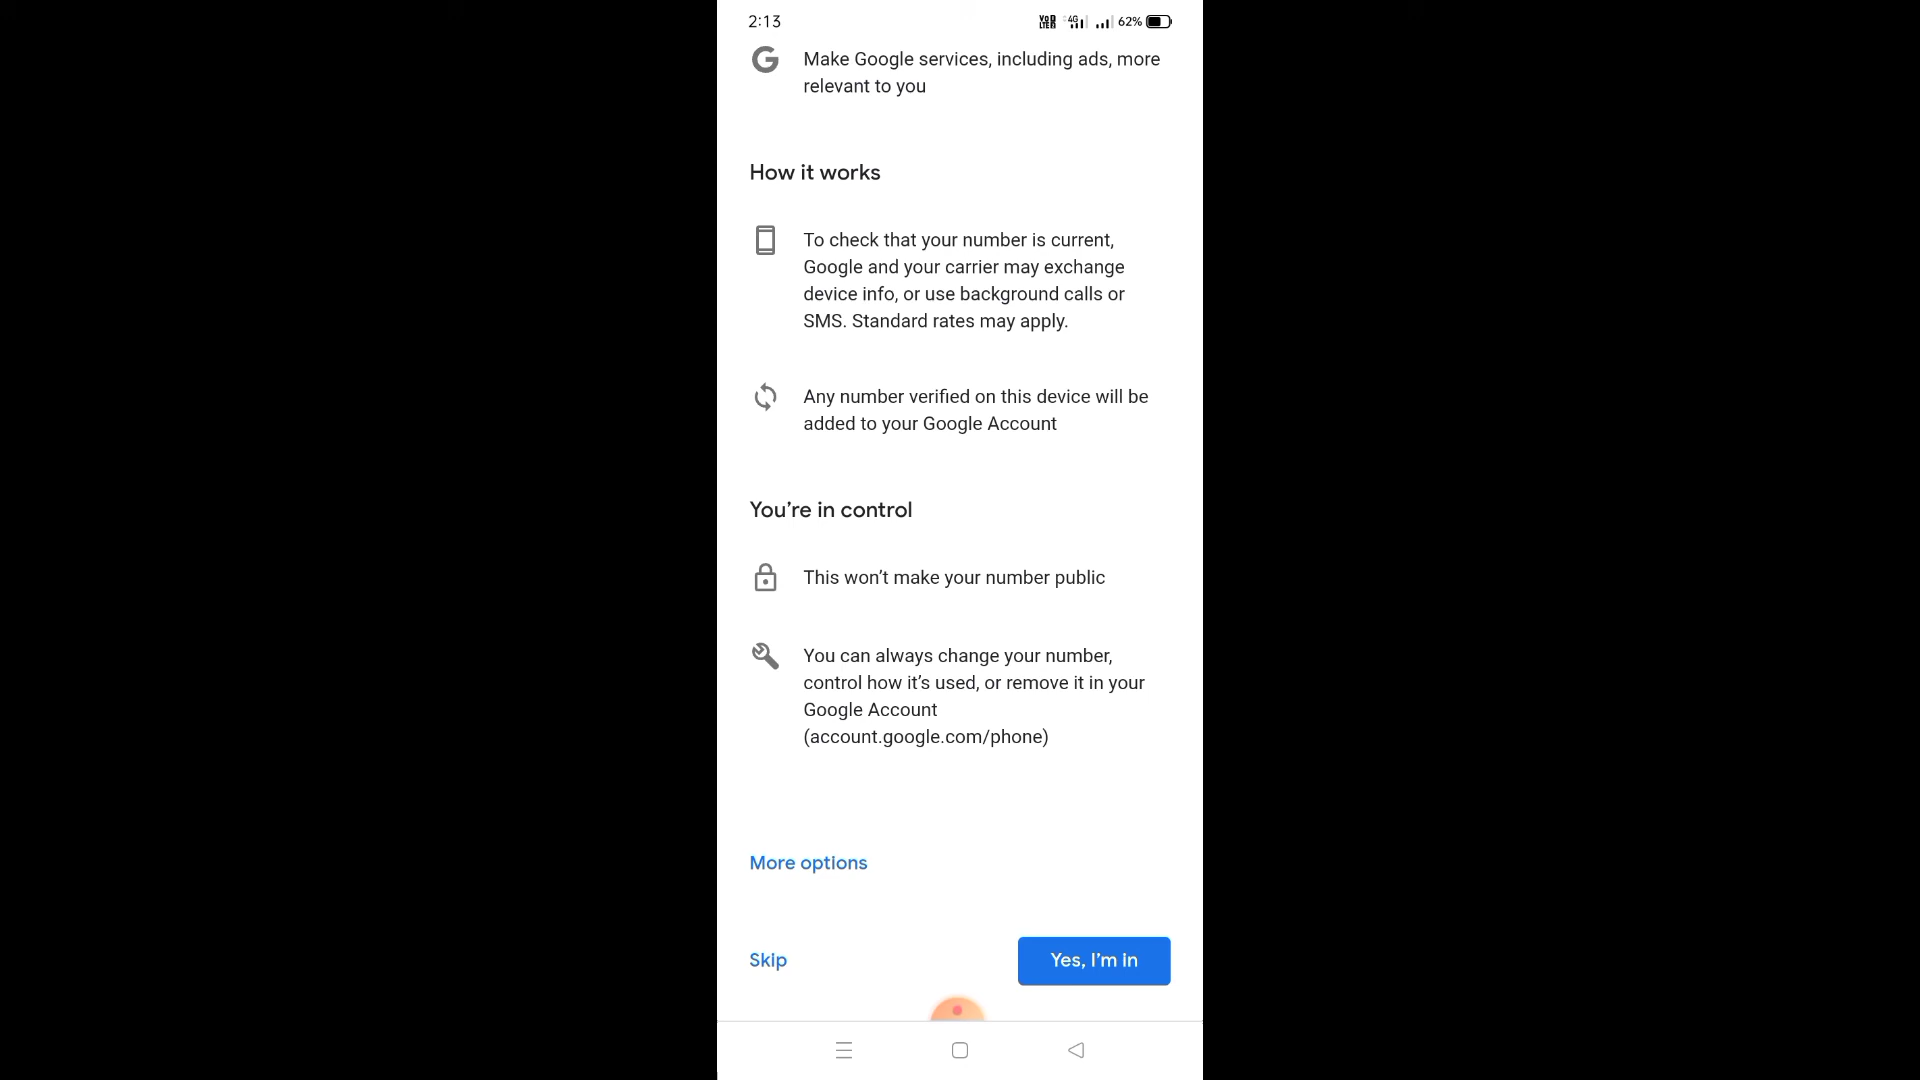 2:13
VoD LTE2 4G 62%
Make Google services, including ads, more
relevant to you
How it works
To check that your number is current,
Google and your carrier may exchange
device info, or use background calls or
SMS. Standard rates may apply.
Any number verified on this device will be
added to your Google Account
You’re in control
This won’t make your number public
You can always change your number,
control how it’s used, or remove it in your
Google Account
(account.google.com/phone)
More options
Skip
Yes, I’m in